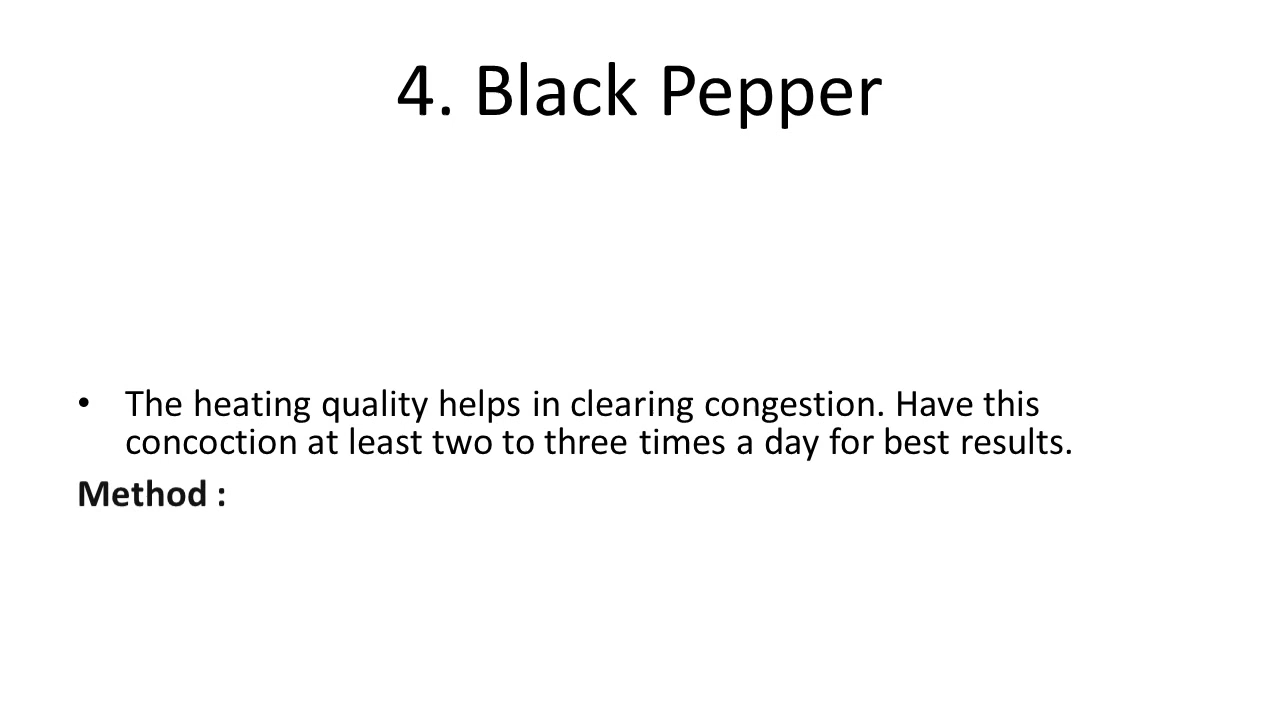 4. Black Pepper
• The heating quality helps in clearing congestion. Have this
concoction at least two to three times a day for best results.
Method :